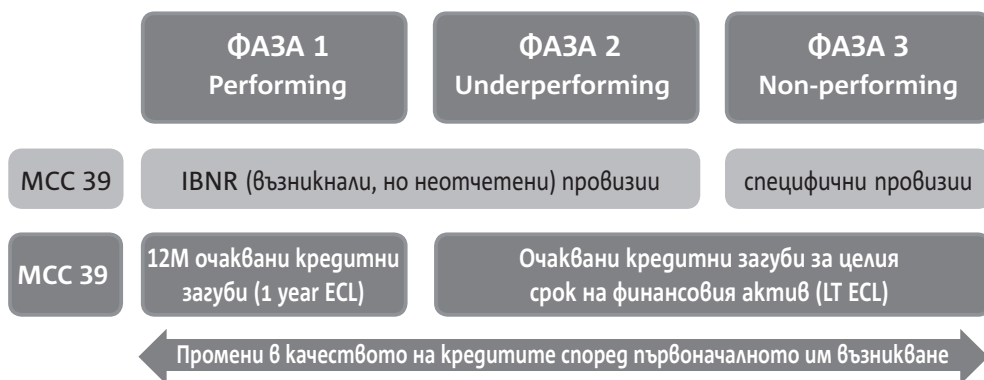 ФАЗА 1
Performing
ФАЗА 2
Underperforming
ФАЗА 3
Non-performing
МСС 39
IBNR (възникнали, но неотчетени) провизии
специфични провизии
МСС 39
12М очаквани кредитни
загуби (1 year ECL)
Очаквани кредитни загуби за целия
срок на финансовия актив (LT ECL)
Промени в качеството на кредитите според първоначалното им възникване